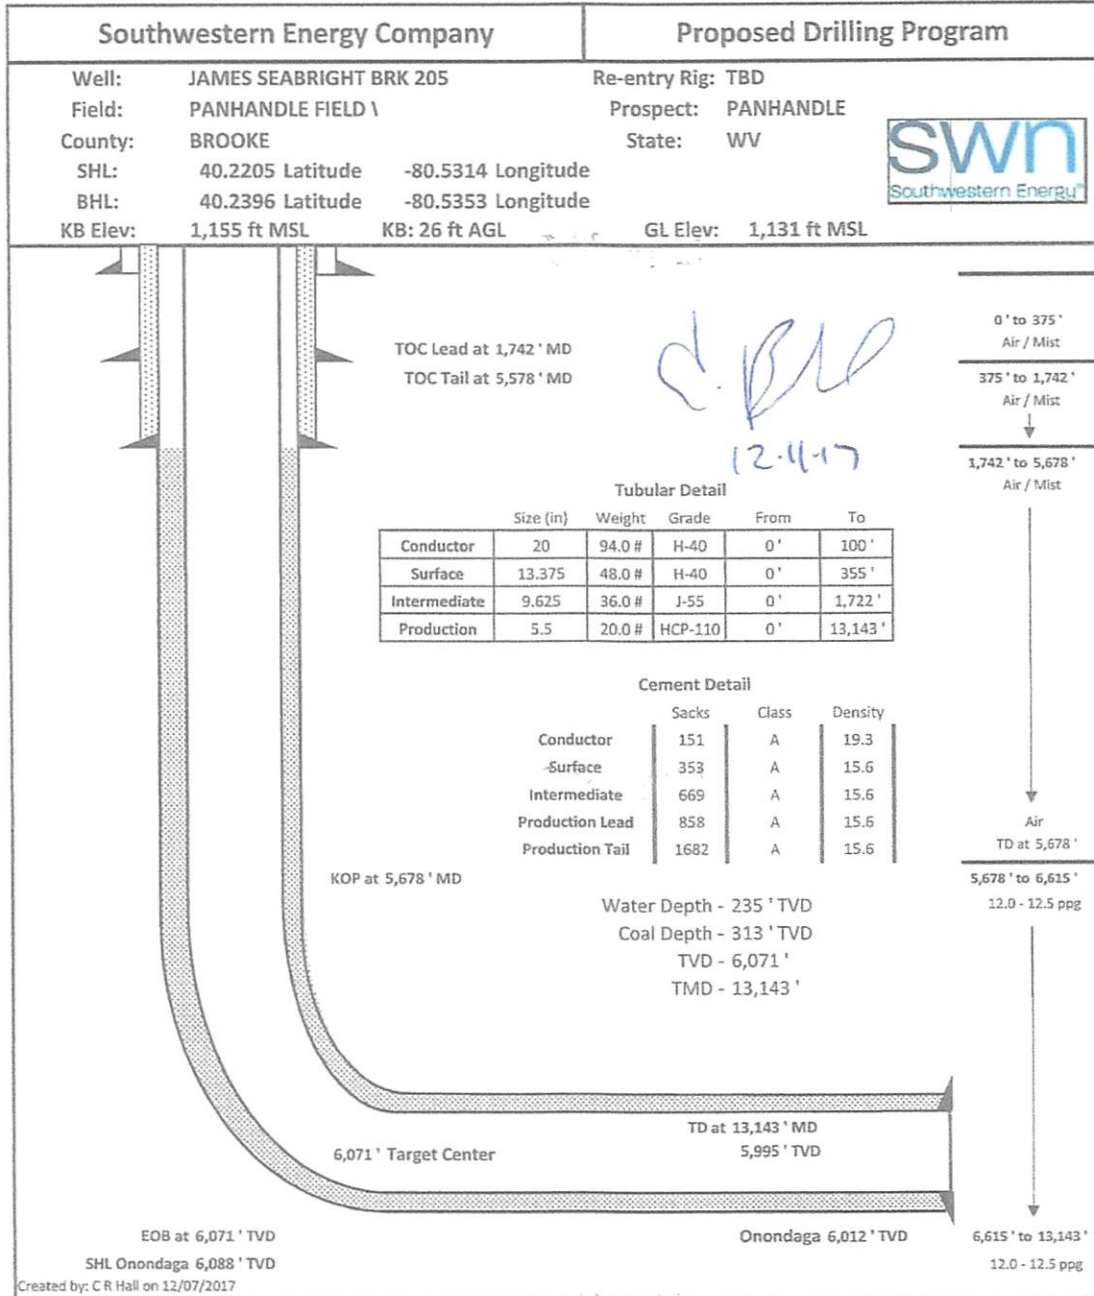 Southwestern Energy Company
Proposed Drilling Program
Well: JAMES SEABRIGHT BRK 205 Re-entry Rig: TBD
Field: PANHANDLE FIELD \ Prospect: PANHANDLE
County: BROOKE State: WV
SHL: 40.2205 Latitude -80.5314 Longitude
BHL: 40.2396 Latitude -80.5353 Longitude
KB Elev: 1,155 ft MSL KB: 26 ft AGL GL Elev: 1,131 ft MSL
swn
Southwestern Energy®
TOC Lead at 1,742 ' MD
TOC Tail at 5,578 ' MD
12-11-17
0 ' to 375 '
Air / Mist
375 ' to 1,742 '
Air / Mist
1,742 ' to 5,678 '
Air / Mist
Tubular Detail
Size (in) Weight Grade From To
Conductor 20 94.0 # H-40 0 ' 100 '
Surface 13.375 48.0 # H-40 0 ' 355 '
Intermediate 9.625 36.0 # J-55 0 ' 1,722 '
Production 5.5 20.0 # HCP-110 0 ' 13,143 '
Cement Detail
Sacks Class Density
Conductor 151 A 19.3
Surface 353 A 15.6
Intermediate 669 A 15.6
Production Lead 858 A 15.6
Production Tail 1682 A 15.6
Air
TD at 5,678 '
KOP at 5,678 ' MD
5,678 ' to 6,615 '
12.0 - 12.5 ppg
Water Depth - 235 ' TVD
Coal Depth - 313 ' TVD
TVD - 6,071 '
TMD - 13,143 '
TD at 13,143 ' MD
5,995 ' TVD
6,071 ' Target Center
EOB at 6,071 ' TVD
Onondaga 6,012 ' TVD
6,615 ' to 13,143 '
SHL Onondaga 6,088 ' TVD
12.0 - 12.5 ppg
Created by: C R Hall on 12/07/2017